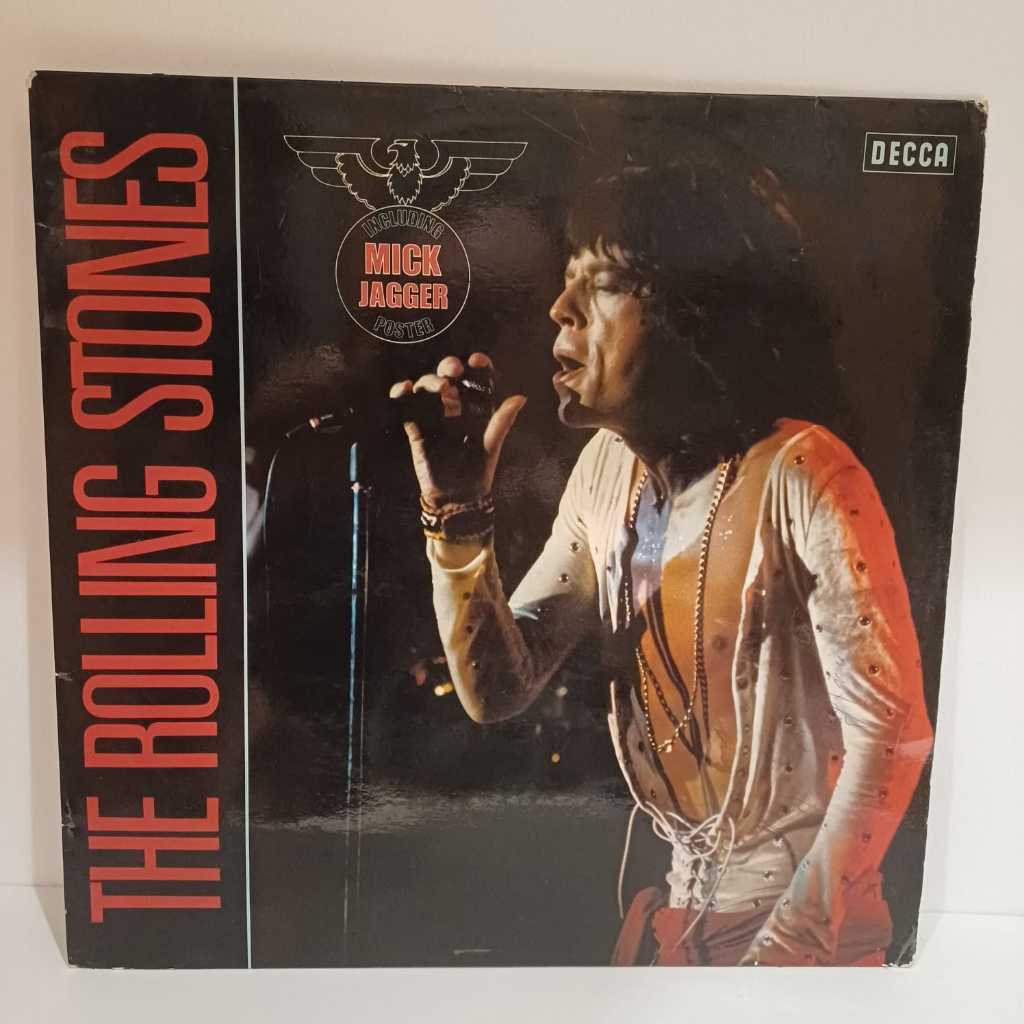 THE ROLLING STONES
INCLUDING
MICK
JAGGER
POSTER
DECCA